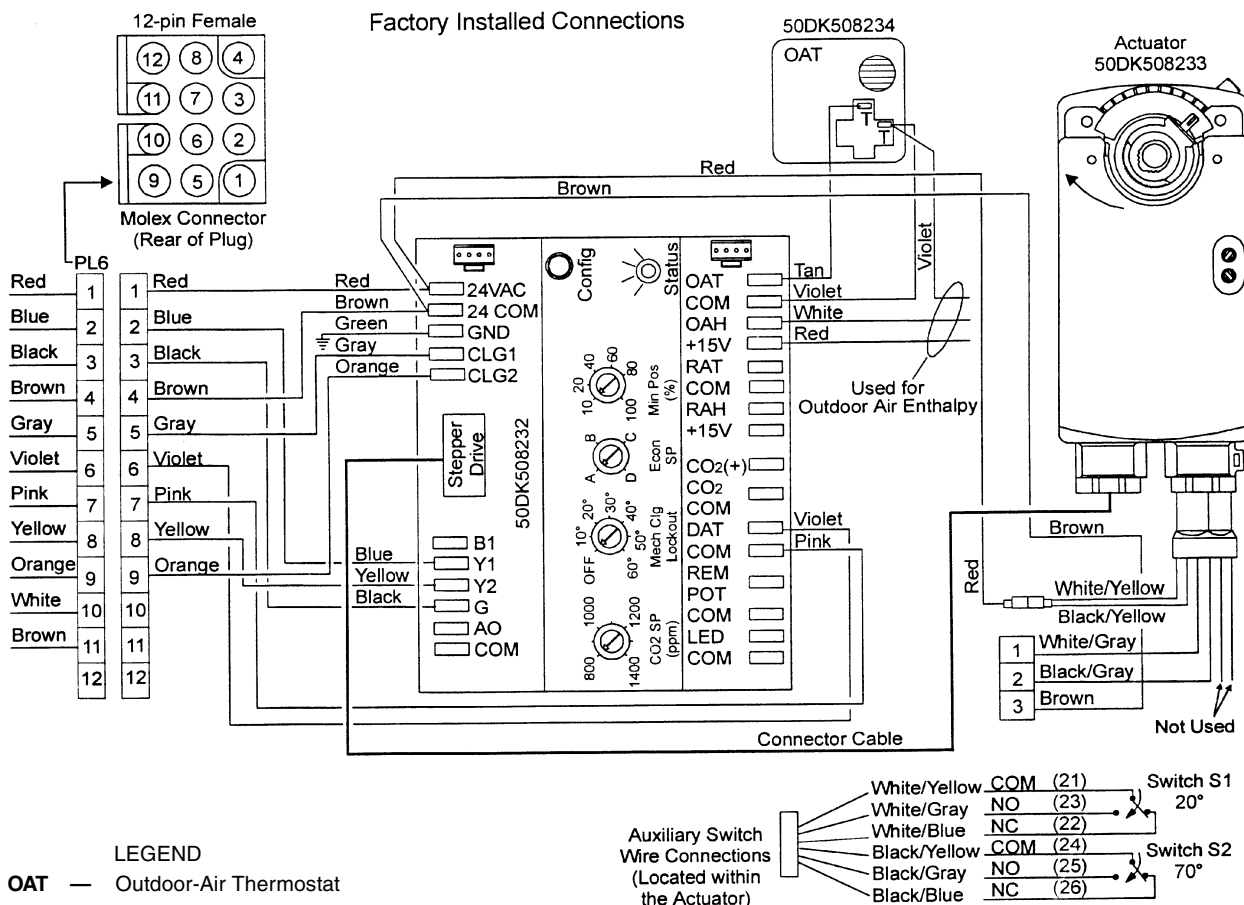 Factory Installed Connections
12-pin Female
12 8 4
11 7 3
10 6 2
9 5 1
Molex Connector
(Rear of Plug)
50DK508234
OAT
T
T
Actuator
50DK508233
Red
Brown
Violet
PL6
Red 1
Blue 2
Black 3
Brown 4
Gray 5
Violet 6
Pink 7
Yellow 8
Orange 9
White 10
Brown 11
12
1 Red
2 Blue
3 Black
4 Brown
5 Gray
6 Violet
7 Pink
8 Yellow
9 Orange
10
11
12
Red 24VAC
Brown 24 COM
Green GND
Gray CLG1
Orange CLG2
Stepper
Drive
50DK508232
B1
Blue Y1
Yellow Y2
Black G
AO
COM
Config
Status
10 20 40 60 80 100
Min Pos
(%)
A B C D
Econ
SP
OFF 10° 20° 30° 40° 50° 60°
Mech Clg
Lockout
800 1000 1200 1400
CO2 SP
(ppm)
OAT Tan
COM Violet
OAH White
+15V Red
RAT
COM
RAH
+15V
CO2(+)
CO2
COM
DAT Violet
COM Pink
REM
POT
COM
LED
COM
Used for
Outdoor Air Enthalpy
Brown
Red
White/Yellow
Black/Yellow
1 White/Gray
2 Black/Gray
3 Brown
Not Used
Connector Cable
Auxiliary Switch
Wire Connections
(Located within
the Actuator)
White/Yellow COM (21)
White/Gray NO (23)
White/Blue NC (22)
Black/Yellow COM (24)
Black/Gray NO (25)
Black/Blue NC (26)
Switch S1
20°
Switch S2
70°
LEGEND
OAT — Outdoor-Air Thermostat